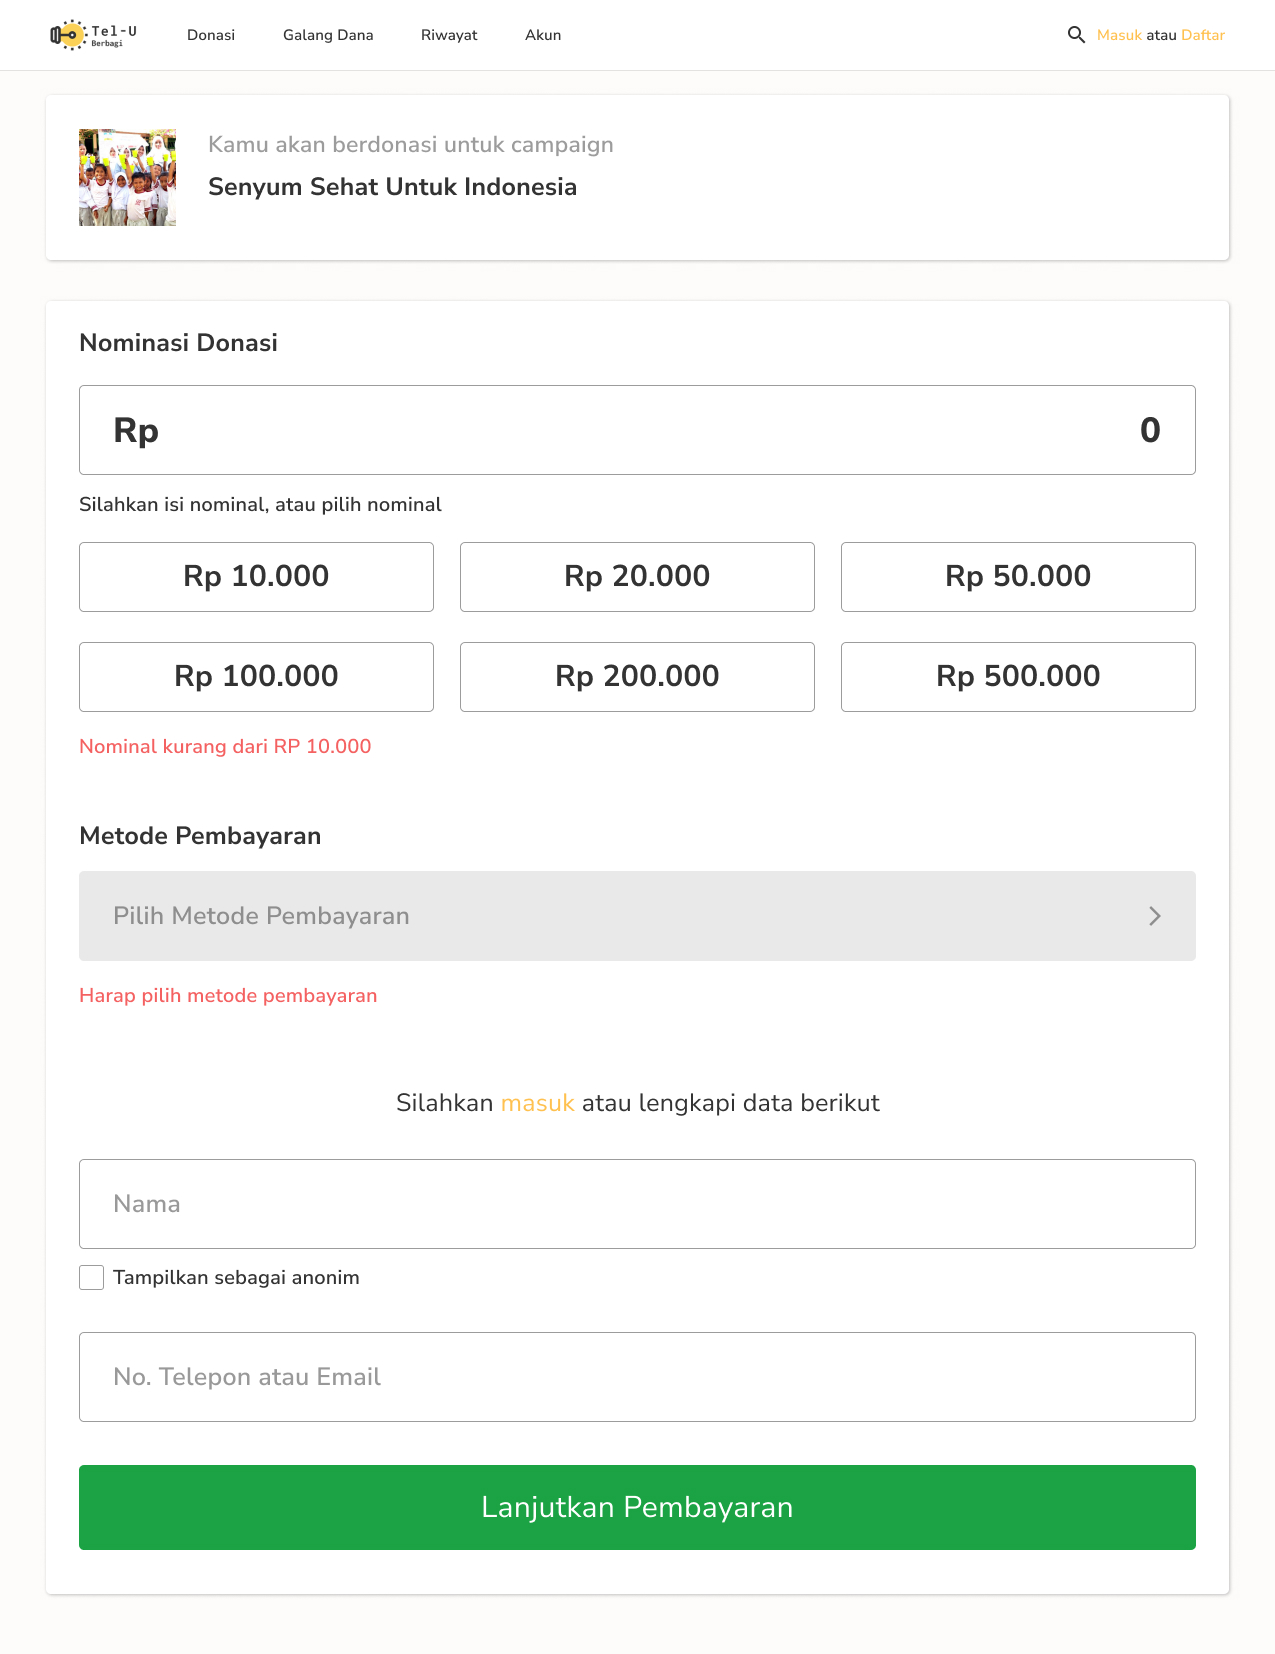 Tel-U
Berbagi
Donasi
Galang Dana
Riwayat
Akun
Masuk atau Daftar
Kamu akan berdonasi untuk campaign
Senyum Sehat Untuk Indonesia
Nominasi Donasi
Rp 0
Silahkan isi nominal, atau pilih nominal
Rp 10.000
Rp 20.000
Rp 50.000
Rp 100.000
Rp 200.000
Rp 500.000
Nominal kurang dari RP 10.000
Metode Pembayaran
Pilih Metode Pembayaran
Harap pilih metode pembayaran
Silahkan masuk atau lengkapi data berikut
Nama
Tampilkan sebagai anonim
No. Telepon atau Email
Lanjutkan Pembayaran